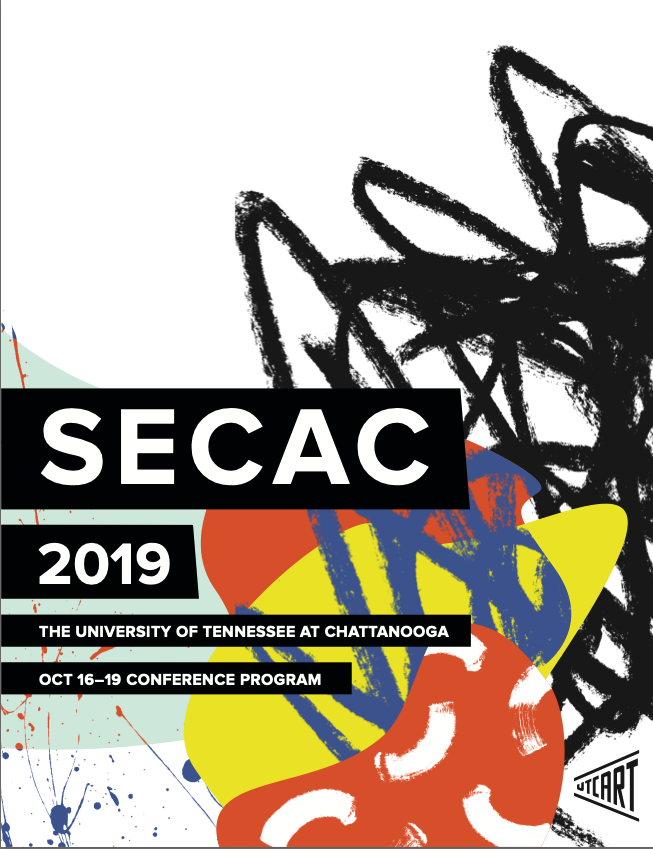 SECAC
2019
THE UNIVERSITY OF TENNESSEE AT CHATTANOOGA
OCT 16–19 CONFERENCE PROGRAM
UTCART